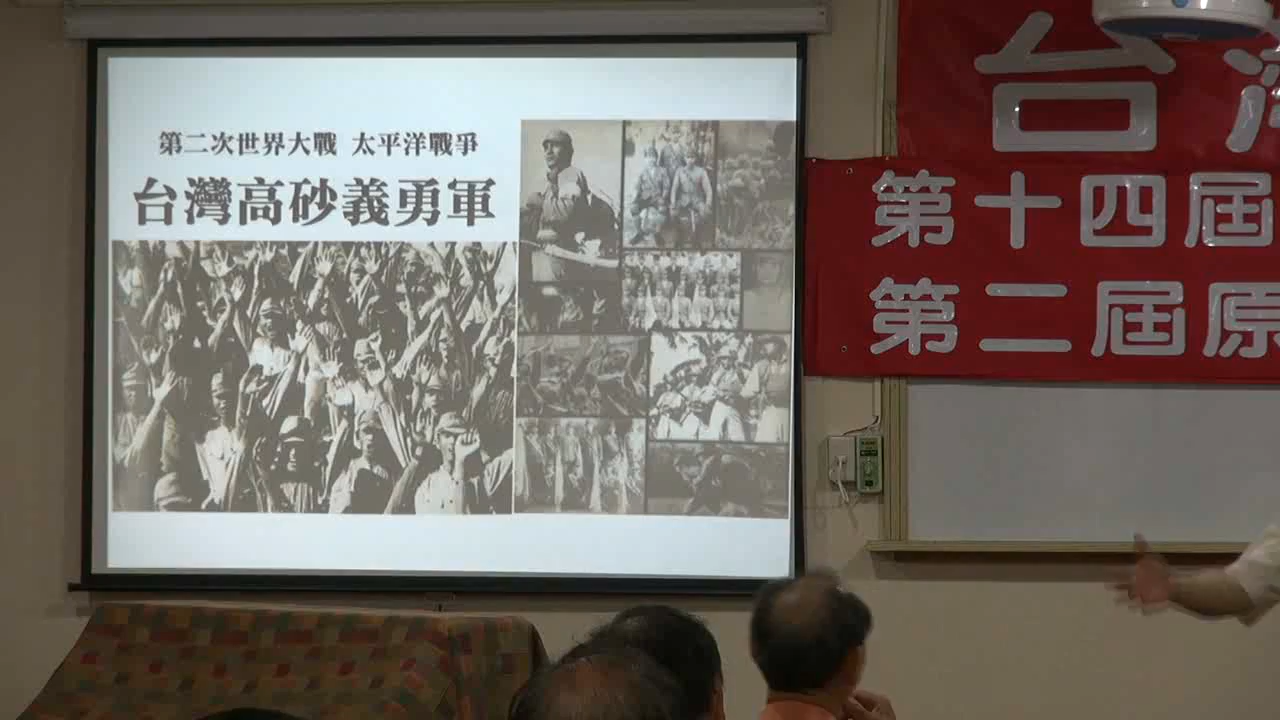 第二次世界大戰 太平洋戰爭
台灣高砂義勇軍
台灣
第十四屆
第二屆原